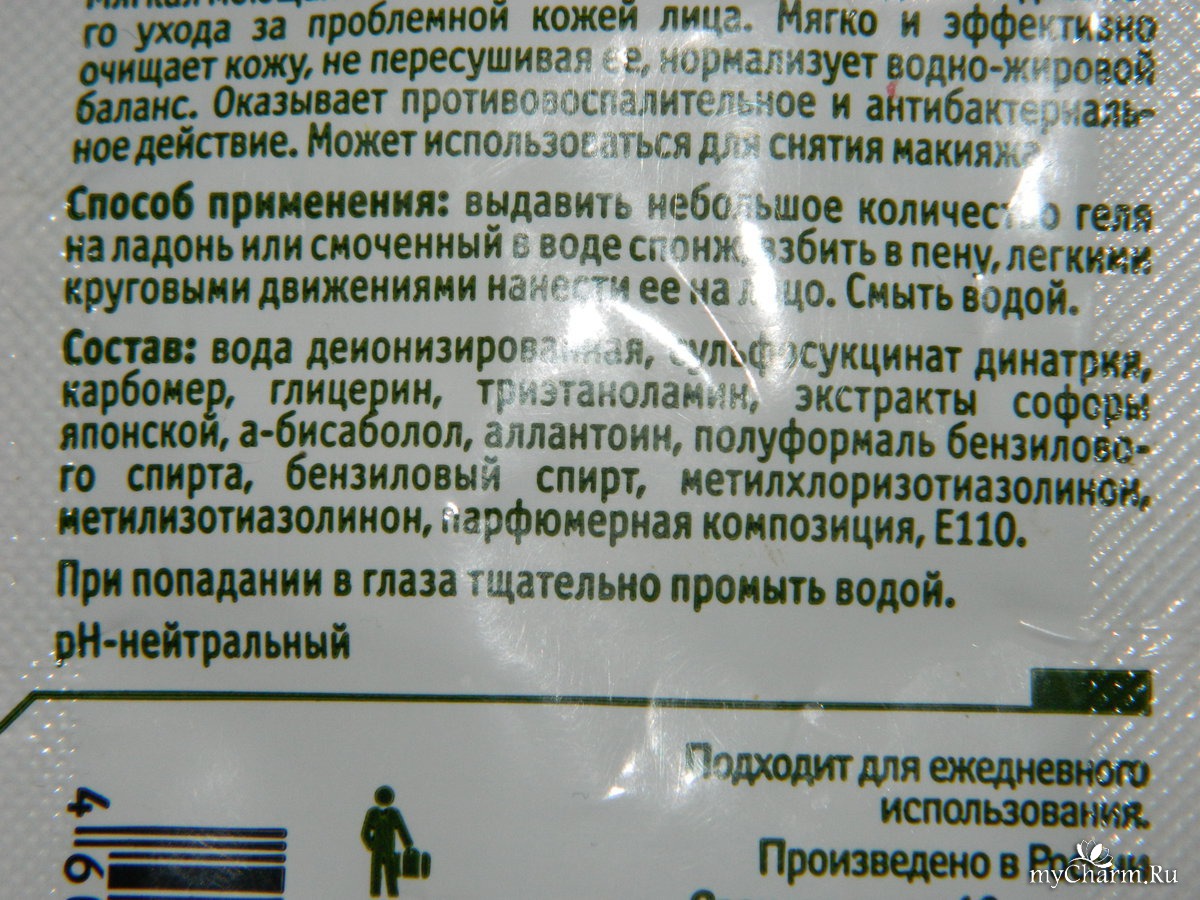 го ухода за проблемной кожей лица. Мягко и эффективно
очищает кожу, не пересушивая ее, нормализует водно-жировой
баланс. Оказывает противовоспалительное и антибактериаль-
ное действие. Может использоваться для снятия макияжа.
Способ применения: выдавить небольшое количество геля
на ладонь или смоченный в воде спонж, взбить в пену, легкими
круговыми движениями нанести ее на лицо. Смыть водой.
Состав: вода деионизированная, сульфосукцинат динатрия,
карбомер, глицерин, триэтаноламин, экстракты софоры
японской, а-бисаболол, аллантоин, полуформаль бензилово-
го спирта, бензиловый спирт, метилхлоризотиазолинон,
метилизотиазолинон, парфюмерная композиция, Е110.
При попадании в глаза тщательно промыть водой.
pH-нейтральный
Подходит для ежедневного
использования.
Произведено в России
4
6
myCharm.Ru